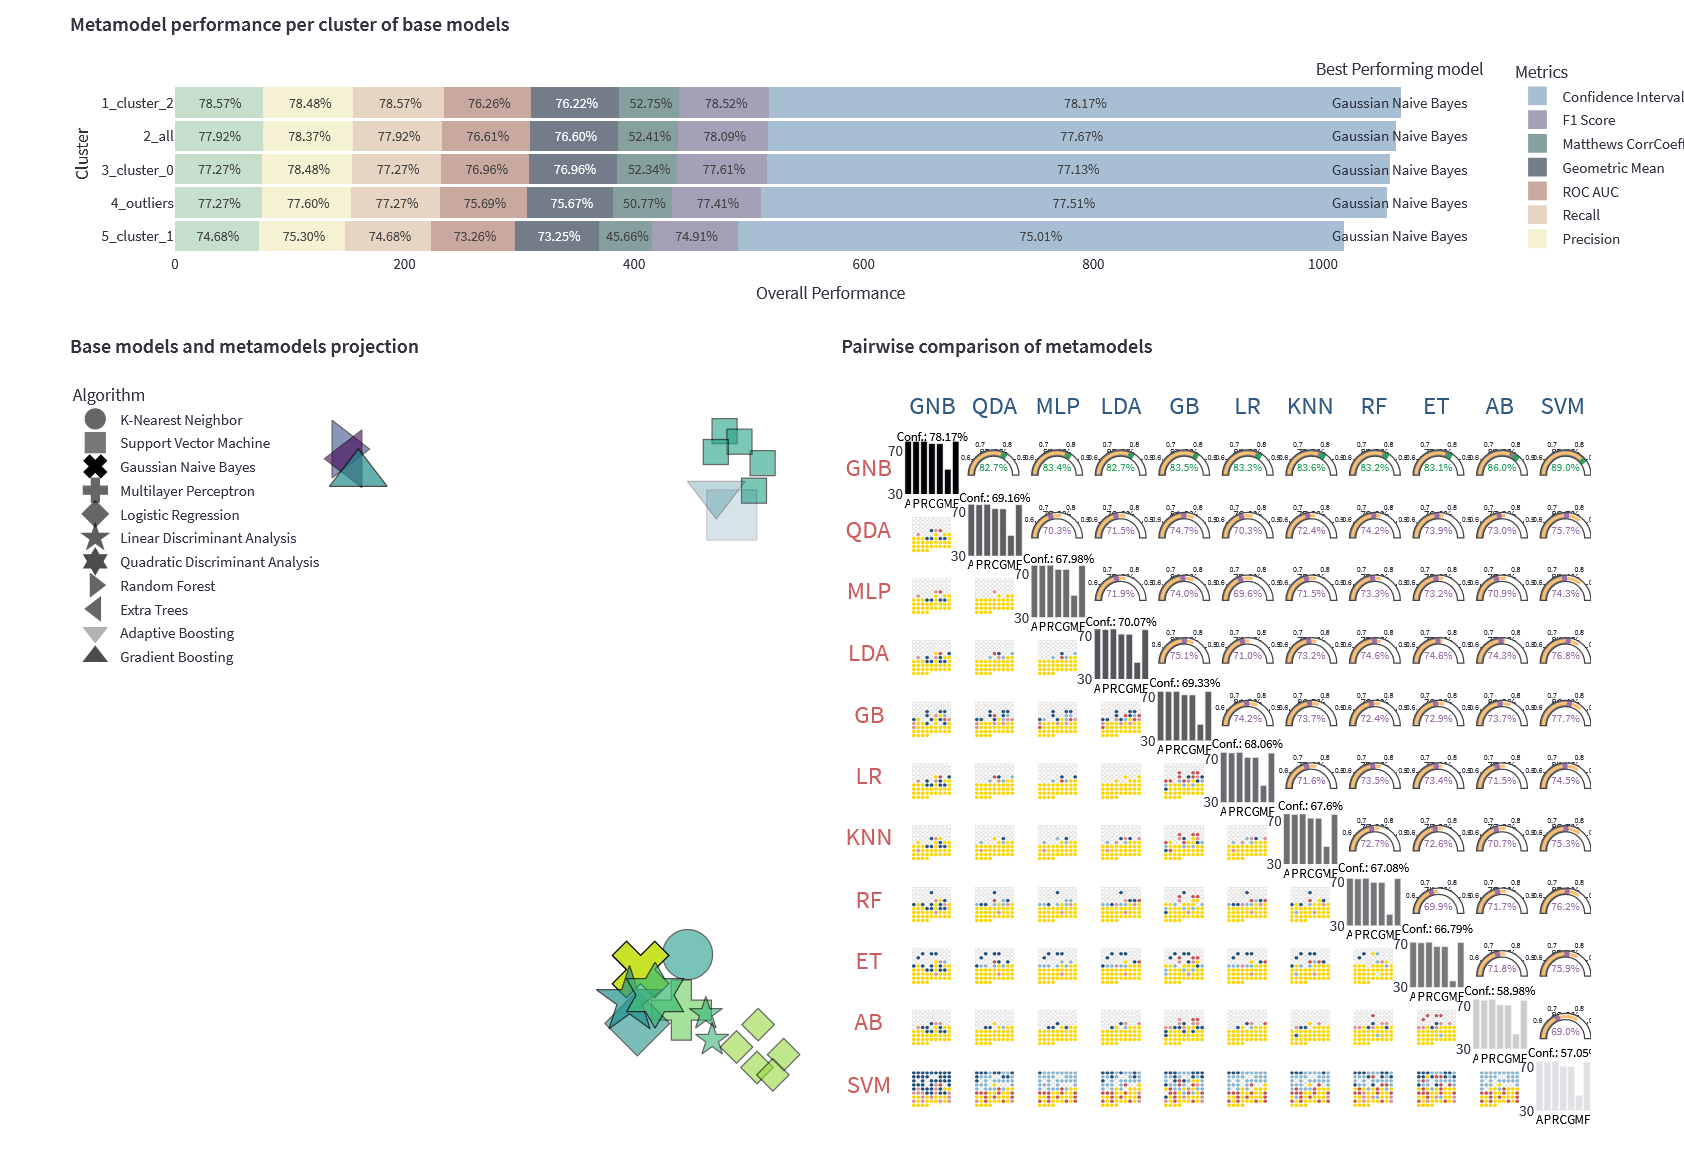 Metamodel performance per cluster of base models
Best Performing model
Metrics
1_cluster_2 78.57% 78.48% 78.57% 76.26% 76.22% 52.75% 78.52% 78.17% Gaussian Naive Bayes
2_all 77.92% 78.37% 77.92% 76.61% 76.60% 52.41% 78.09% 77.67% Gaussian Naive Bayes
3_cluster_0 77.27% 78.48% 77.27% 76.96% 76.96% 52.34% 77.61% 77.13% Gaussian Naive Bayes
4_outliers 77.27% 77.60% 77.27% 75.69% 75.67% 50.77% 77.41% 77.51% Gaussian Naive Bayes
5_cluster_1 74.68% 75.30% 74.68% 73.26% 73.25% 45.66% 74.91% 75.01% Gaussian Naive Bayes
Cluster
0 200 400 600 800 1000
Overall Performance
Confidence Interval
F1 Score
Matthews CorrCoef
Geometric Mean
ROC AUC
Recall
Precision
Base models and metamodels projection
Algorithm
K-Nearest Neighbor
Support Vector Machine
Gaussian Naive Bayes
Multilayer Perceptron
Logistic Regression
Linear Discriminant Analysis
Quadratic Discriminant Analysis
Random Forest
Extra Trees
Adaptive Boosting
Gradient Boosting
Pairwise comparison of metamodels
GNB QDA MLP LDA GB LR KNN RF ET AB SVM
Conf.: 78.17%
GNB 70 30 82.7% 83.4% 82.7% 83.5% 83.3% 83.6% 83.2% 83.1% 86.0% 89.0%
APRCGMF
Conf.: 69.16%
QDA 70 30 70.3% 71.5% 74.7% 70.3% 72.4% 74.2% 73.9% 73.0% 75.7%
APRCGMF
Conf.: 67.98%
MLP 70 30 71.9% 74.0% 69.6% 71.5% 73.3% 73.2% 70.9% 74.3%
APRCGMF
Conf.: 70.07%
LDA 70 30 75.1% 71.0% 73.2% 74.6% 74.6% 74.3% 76.8%
APRCGMF
Conf.: 69.33%
GB 70 30 74.2% 73.7% 72.4% 72.9% 73.7% 77.7%
APRCGMF
Conf.: 68.06%
LR 70 30 71.6% 73.5% 73.4% 71.5% 74.5%
APRCGMF
Conf.: 67.6%
KNN 70 30 72.7% 72.6% 70.7% 75.3%
APRCGMF
Conf.: 67.08%
RF 70 30 69.9% 71.7% 76.2%
APRCGMF
Conf.: 66.79%
ET 70 30 71.8% 75.9%
APRCGMF
Conf.: 58.98%
AB 70 30 69.0%
APRCGMF
Conf.: 57.05%
SVM 70 30
APRCGMF